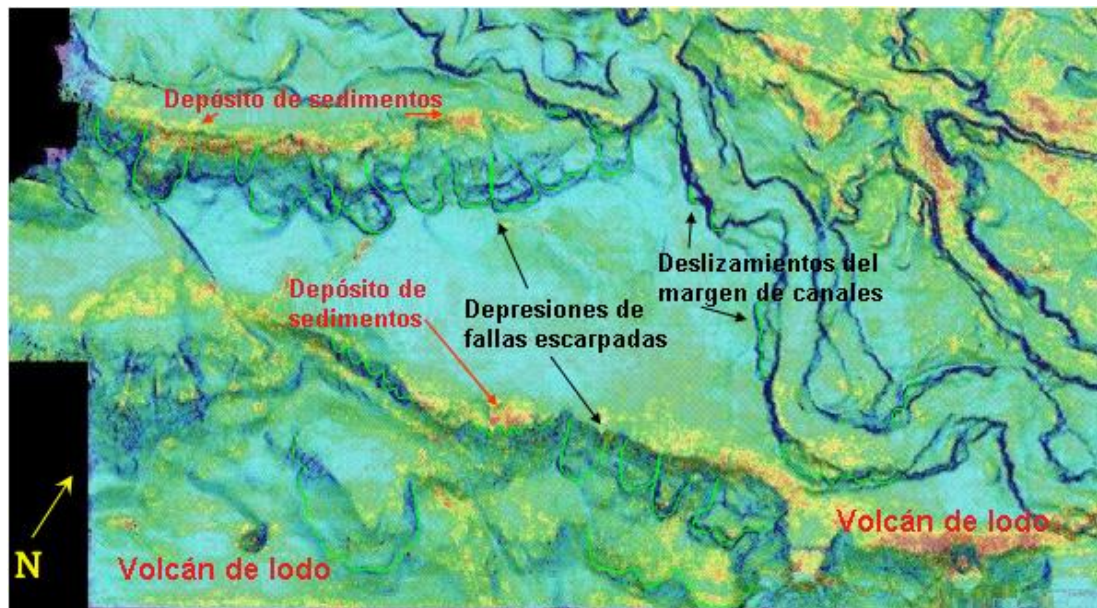 Depósito de sedimentos
Deslizamientos del
margen de canales
Depósito de
sedimentos
Depresiones de
fallas escarpadas
Volcán de lodo
N
Volcán de lodo